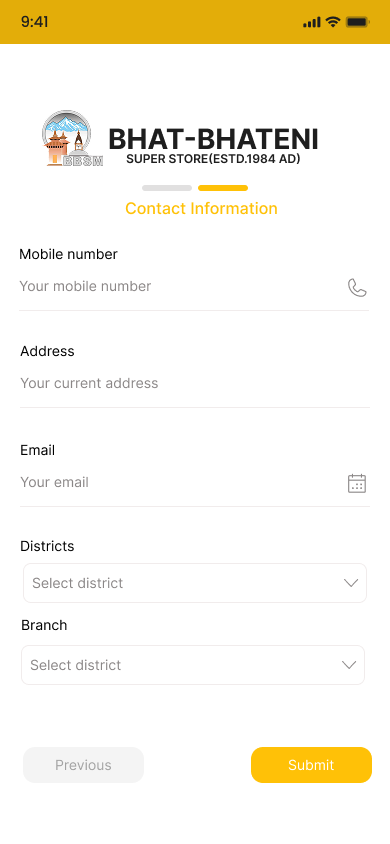 9:41
BHAT-BHATENI
SUPER STORE(ESTD.1984 AD)
BBSM
Contact Information
Mobile number
Your mobile number
Address
Your current address
Email
Your email
Districts
Select district
Branch
Select district
Previous
Submit